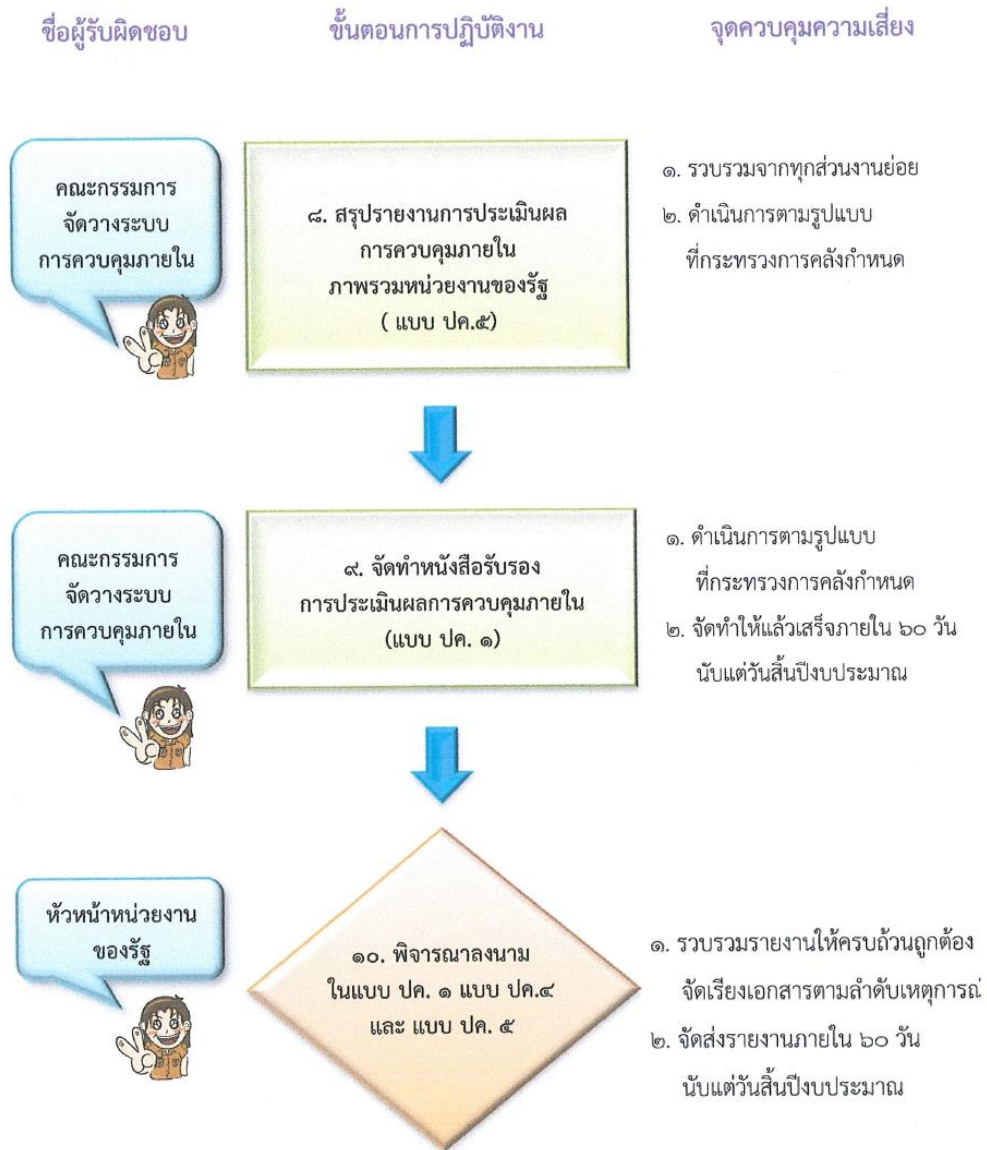 ชื่อผู้รับผิดชอบ
ขั้นตอนการปฏิบัติงาน
จุดควบคุมความเสี่ยง
คณะกรรมการ
จัดวางระบบ
การควบคุมภายใน
๘. สรุปรายงานการประเมินผล
การควบคุมภายใน
ภาพรวมหน่วยงานของรัฐ
( แบบ ปค.๕)
๑. รวบรวมจากทุกส่วนงานย่อย
๒. ดำเนินการตามรูปแบบ
ที่กระทรวงการคลังกำหนด
คณะกรรมการ
จัดวางระบบ
การควบคุมภายใน
๙. จัดทำหนังสือรับรอง
การประเมินผลการควบคุมภายใน
(แบบ ปค. ๑)
๑. ดำเนินการตามรูปแบบ
ที่กระทรวงการคลังกำหนด
๒. จัดทำให้แล้วเสร็จภายใน ๖๐ วัน
นับแต่วันสิ้นปีงบประมาณ
หัวหน้าหน่วยงาน
ของรัฐ
๑๐. พิจารณาลงนาม
ในแบบ ปค. ๑ แบบ ปค.๔
และ แบบ ปค. ๕
๑. รวบรวมรายงานให้ครบถ้วนถูกต้อง
จัดเรียงเอกสารตามลำดับเหตุการณ์
๒. จัดส่งรายงานภายใน ๖๐ วัน
นับแต่วันสิ้นปีงบประมาณ